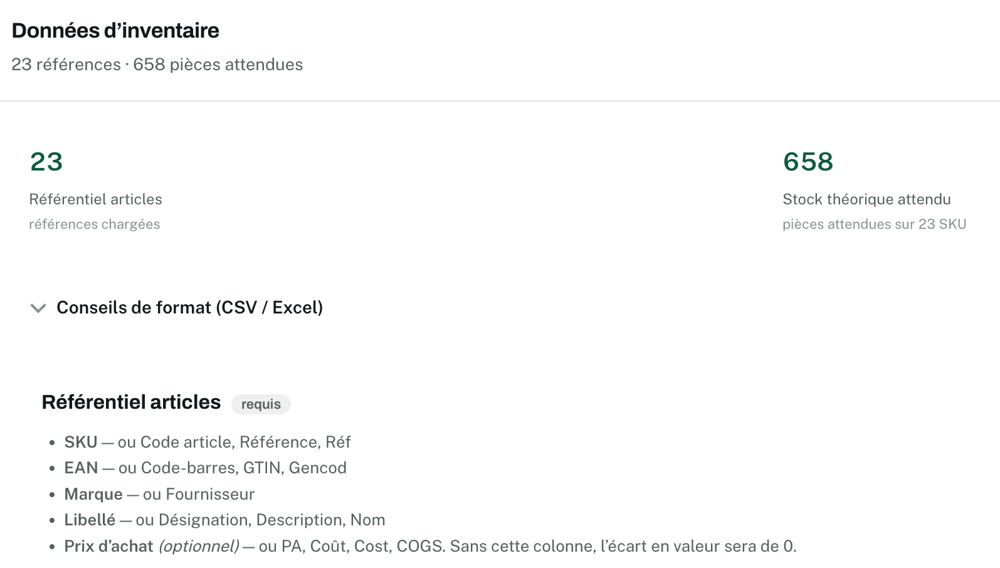 Données d’inventaire
23 références · 658 pièces attendues
23
Référentiel articles
références chargées
658
Stock théorique attendu
pièces attendues sur 23 SKU
Conseils de format (CSV / Excel)
Référentiel articles requis
• SKU — ou Code article, Référence, Réf
• EAN — ou Code-barres, GTIN, Gencod
• Marque — ou Fournisseur
• Libellé — ou Désignation, Description, Nom
• Prix d’achat (optionnel) — ou PA, Coût, Cost, COGS. Sans cette colonne, l’écart en valeur sera de 0.